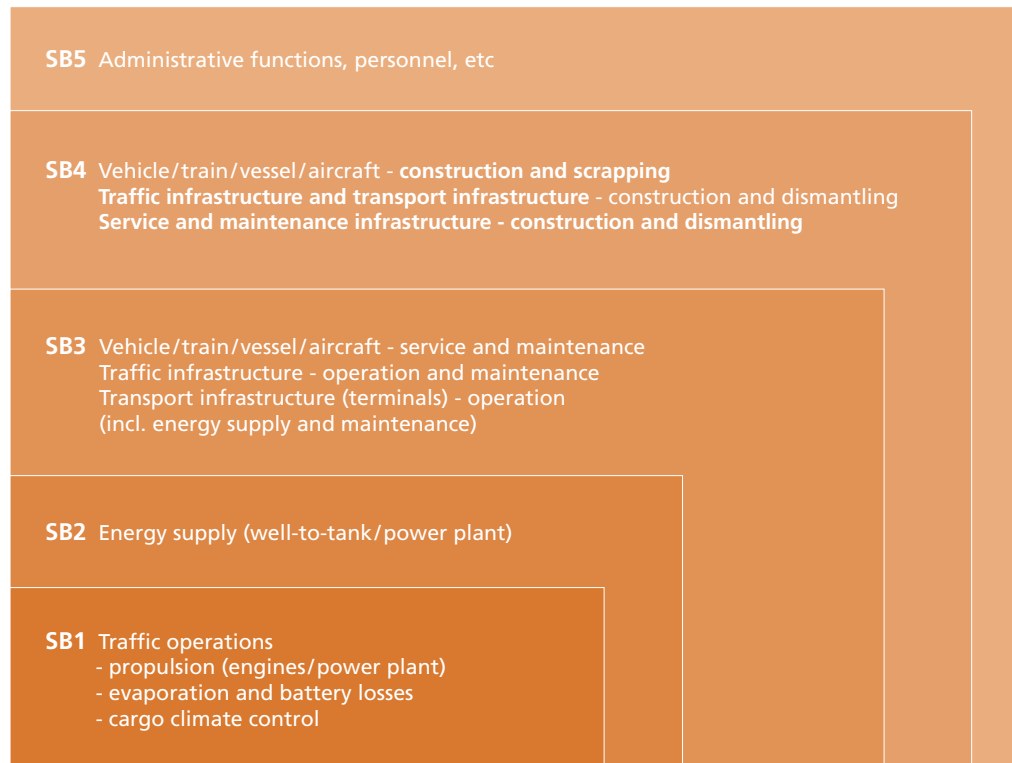 SB5 Administrative functions, personnel, etc
SB4 Vehicle/train/vessel/aircraft - construction and scrapping
Traffic infrastructure and transport infrastructure - construction and dismantling
Service and maintenance infrastructure - construction and dismantling
SB3 Vehicle/train/vessel/aircraft - service and maintenance
Traffic infrastructure - operation and maintenance
Transport infrastructure (terminals) - operation
(incl. energy supply and maintenance)
SB2 Energy supply (well-to-tank/power plant)
SB1 Traffic operations
- propulsion (engines/power plant)
- evaporation and battery losses
- cargo climate control